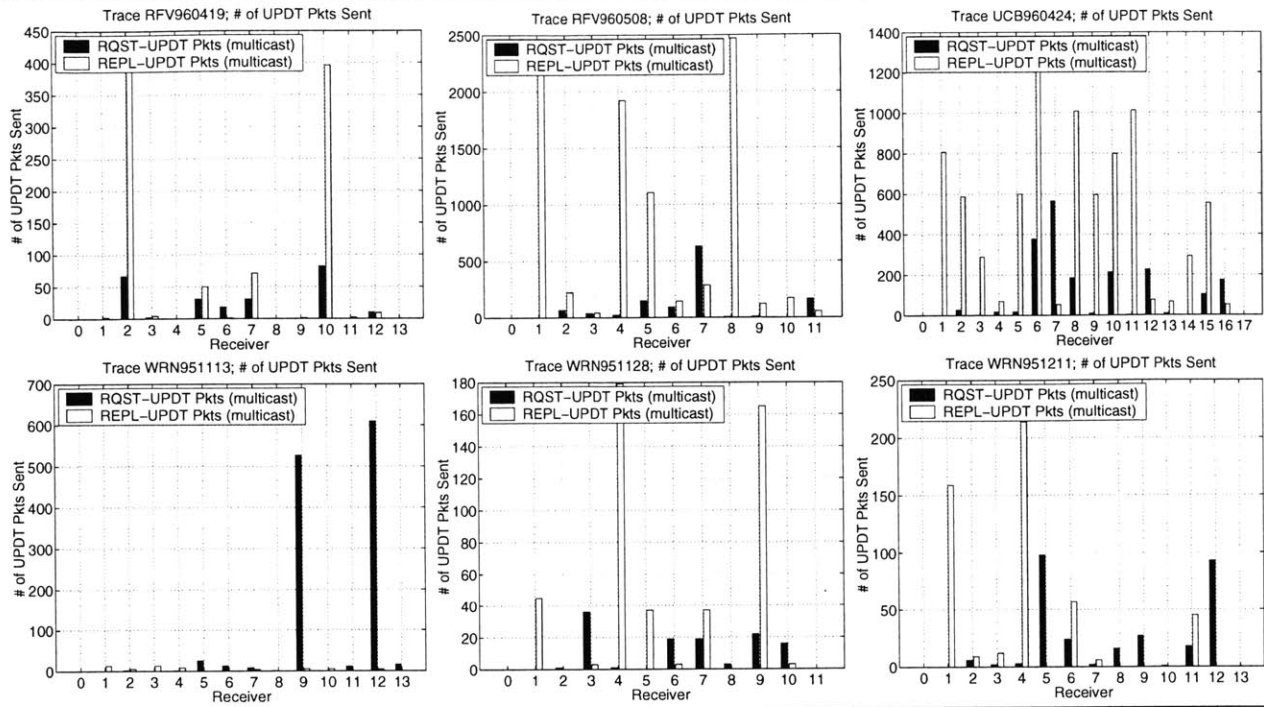 Trace RFV960419; # of UPDT Pkts Sent
450
400
350
300
250
200
150
100
50
0
# of UPDT Pkts Sent
RQST-UPDT Pkts (multicast)
REPL-UPDT Pkts (multicast)
0 1 2 3 4 5 6 7 8 9 10 11 12 13
Receiver
Trace RFV960508; # of UPDT Pkts Sent
2500
2000
1500
1000
500
0
# of UPDT Pkts Sent
RQST-UPDT Pkts (multicast)
REPL-UPDT Pkts (multicast)
0 1 2 3 4 5 6 7 8 9 10 11
Receiver
Trace UCB960424; # of UPDT Pkts Sent
1400
1200
1000
800
600
400
200
0
# of UPDT Pkts Sent
RQST-UPDT Pkts (multicast)
REPL-UPDT Pkts (multicast)
0 1 2 3 4 5 6 7 8 9 10 11 12 13 14 15 16 17
Receiver
Trace WRN951113; # of UPDT Pkts Sent
700
600
500
400
300
200
100
0
# of UPDT Pkts Sent
RQST-UPDT Pkts (multicast)
REPL-UPDT Pkts (multicast)
0 1 2 3 4 5 6 7 8 9 10 11 12 13
Receiver
Trace WRN951128; # of UPDT Pkts Sent
180
160
140
120
100
80
60
40
20
0
# of UPDT Pkts Sent
RQST-UPDT Pkts (multicast)
REPL-UPDT Pkts (multicast)
0 1 2 3 4 5 6 7 8 9 10 11
Receiver
Trace WRN951211; # of UPDT Pkts Sent
250
200
150
100
50
0
# of UPDT Pkts Sent
RQST-UPDT Pkts (multicast)
REPL-UPDT Pkts (multicast)
0 1 2 3 4 5 6 7 8 9 10 11 12 13
Receiver